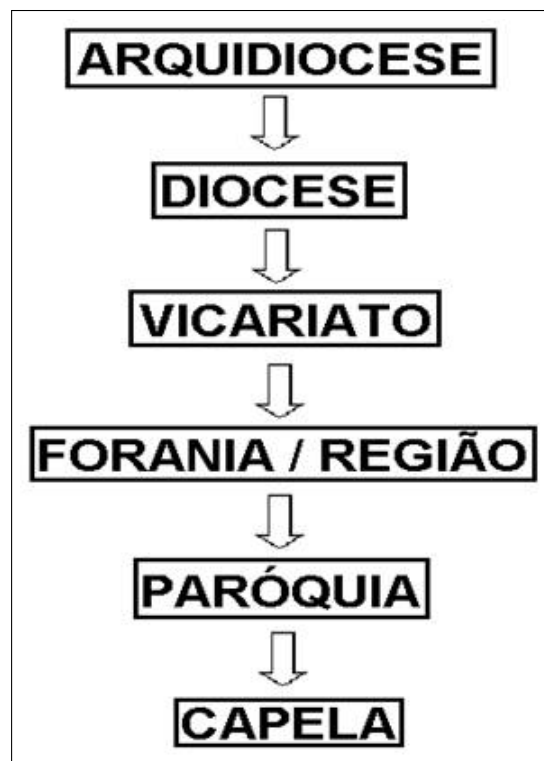 ARQUIDIOCESE
DIOCESE
VICARIATO
FORANIA / REGIÃO
PARÓQUIA
CAPELA